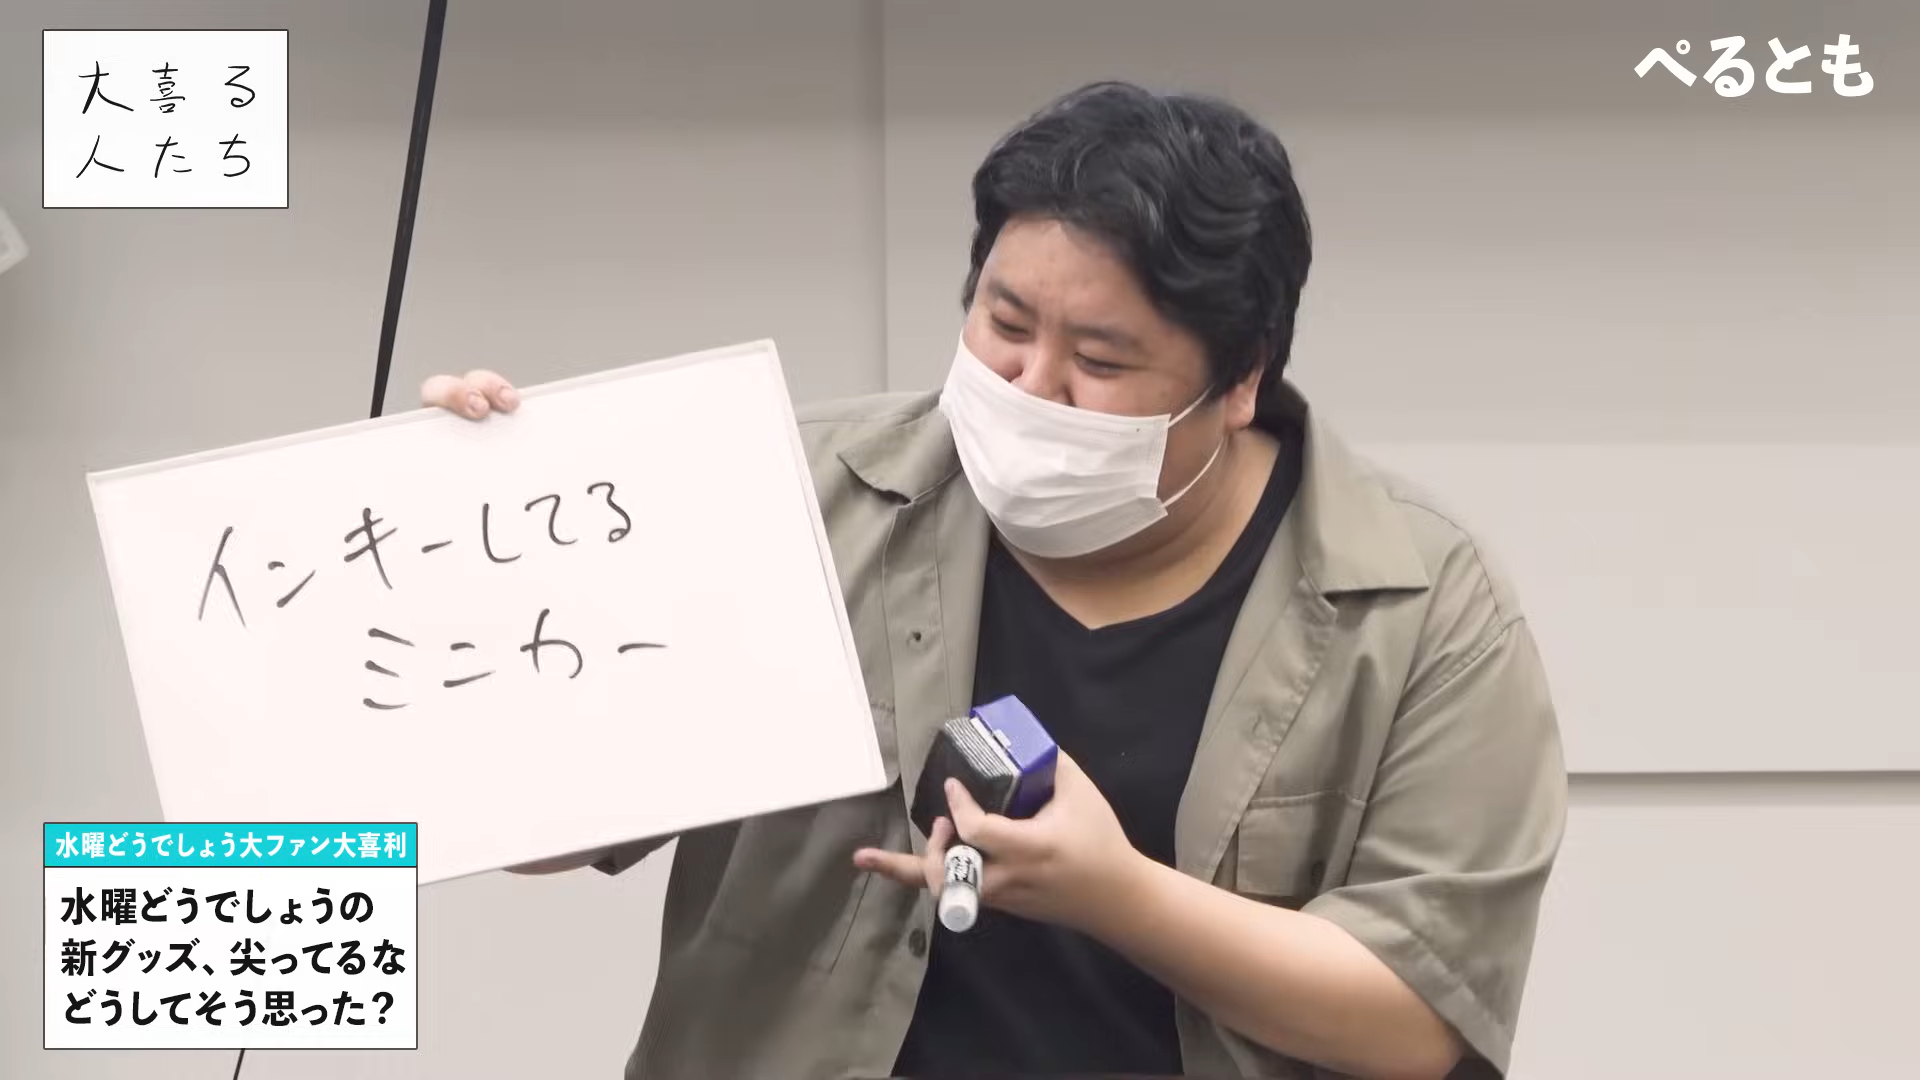 大喜る
人たち
ぺるとも
インキーしてる
ミニカー
水曜どうでしょう大ファン大喜利
水曜どうでしょうの
新グッズ、尖ってるな
どうしてそう思った？